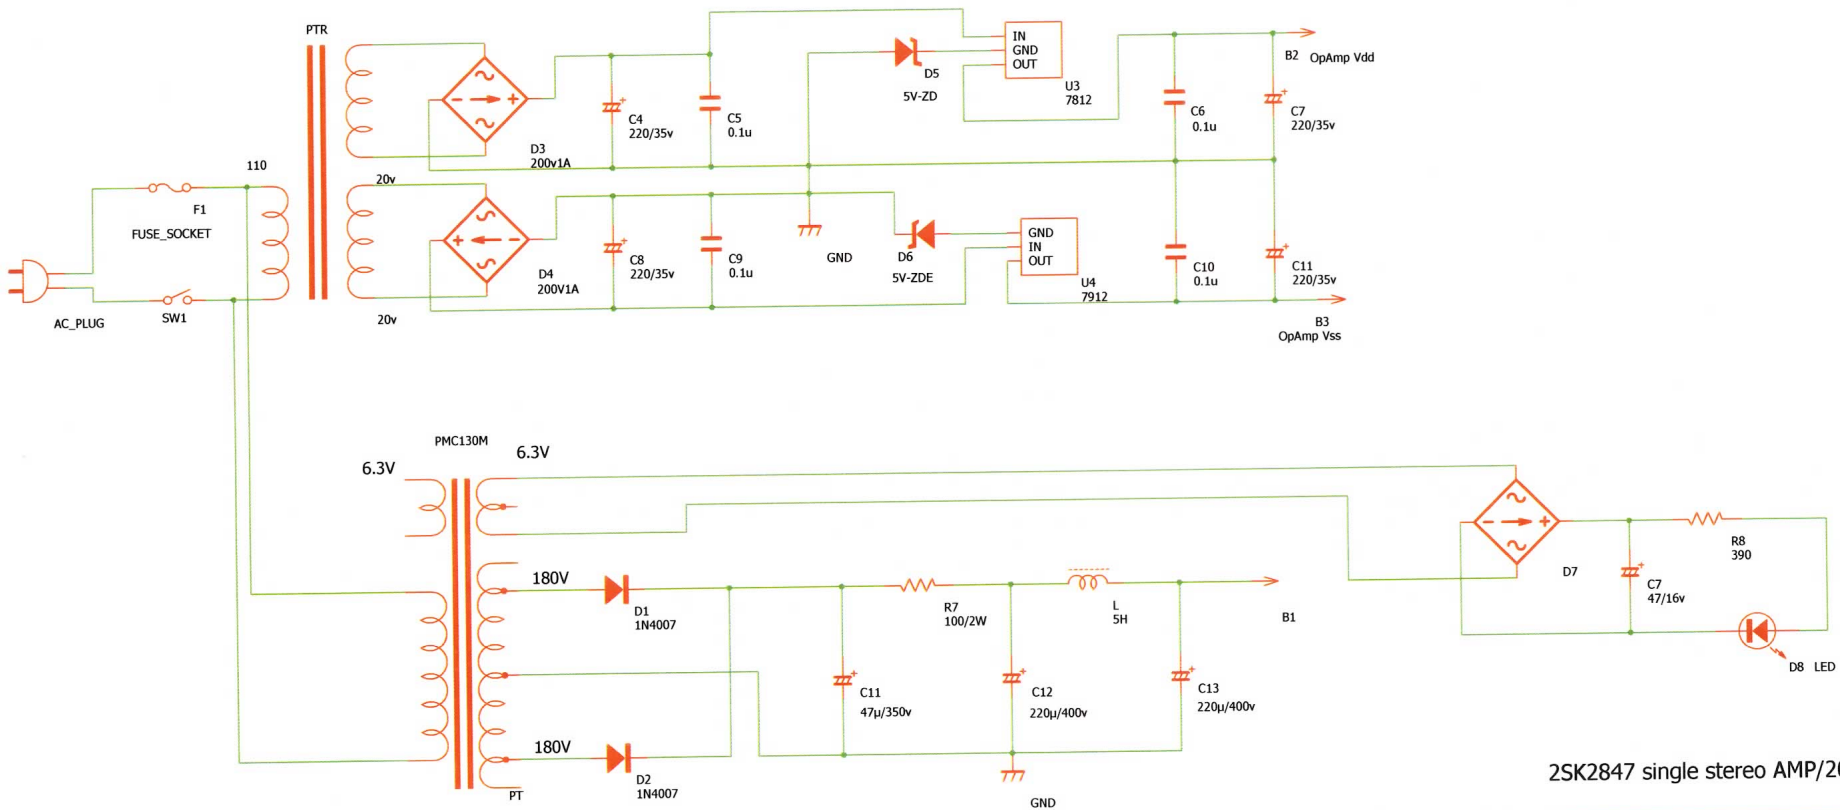 PTR
IN
GND
OUT
B2 OpAmp Vdd
D5
5V-ZD
U3
7812
C4
220/35v
C5
0.1u
C6
0.1u
C7
220/35v
D3
200v1A
110
20v
F1
FUSE_SOCKET
GND
IN
OUT
D6
5V-ZDE
GND
C8
220/35v
C9
0.1u
D4
200V1A
C10
0.1u
C11
220/35v
U4
7912
AC_PLUG
SW1
20v
B3
OpAmp Vss
PMC130M
6.3V
6.3V
R8
390
D7
C7
47/16v
180V
D1
1N4007
R7
100/2W
L
5H
B1
D8 LED
C11
47μ/350v
C12
220μ/400v
C13
220μ/400v
180V
D2
1N4007
PT
GND
2SK2847 single stereo AMP/20